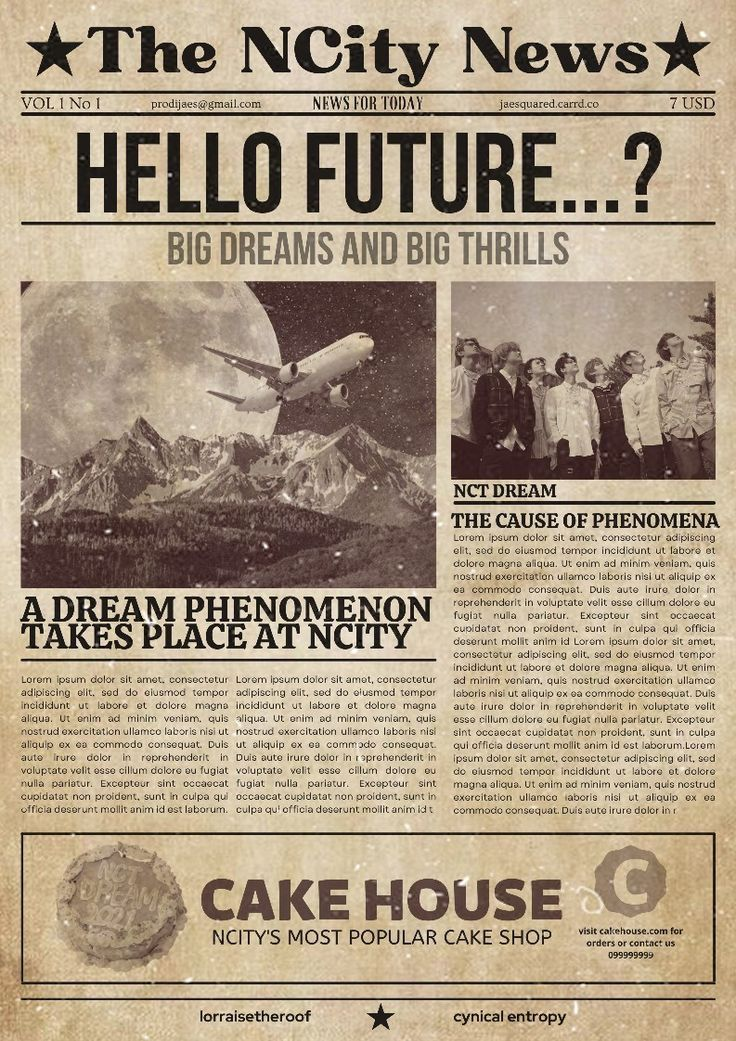 The NCity News
VOL 1 No 1
prodijaes@gmail.com
NEWS FOR TODAY
jaesquared.carrd.co
7 USD
HELLO FUTURE...?
BIG DREAMS AND BIG THRILLS
A DREAM PHENOMENON
TAKES PLACE AT NCITY
Lorem ipsum dolor sit amet, consectetur
adipiscing elit, sed do eiusmod tempor
incididunt ut labore et dolore magna
aliqua. Ut enim ad minim veniam, quis
nostrud exercitation ullamco laboris nisi
ut aliquip ex ea commodo consequat. Duis
aute irure dolor in reprehenderit in
voluptate velit esse cillum dolore eu fugiat
nulla pariatur. Excepteur sint occaecat
cupidatat non proident, sunt in culpa qui
officia deserunt mollit anim id est laborum.
Lorem ipsum dolor sit amet, consectetur
adipiscing elit, sed do eiusmod tempor
incididunt ut labore et dolore magna
aliqua. Ut enim ad minim veniam, quis
nostrud exercitation ullamco laboris nisi
ut aliquip ex ea commodo consequat.
Duis aute irure dolor in reprehenderit in
voluptate velit esse cillum dolore eu
fugiat nulla pariatur. Excepteur sint
occaecat cupidatat non proident, sunt in
culpa qui officia deserunt mollit anim id t
NCT DREAM
THE CAUSE OF PHENOMENA
Lorem ipsum dolor sit amet, consectetur adipiscing
elit, sed do eiusmod tempor incididunt ut labore et
dolore magna aliqua. Ut enim ad minim veniam, quis
nostrud exercitation ullamco laboris nisi ut aliquip ex
ea commodo consequat. Duis aute irure dolor in
reprehenderit in voluptate velit esse cillum dolore eu
fugiat nulla pariatur. Excepteur sint occaecat
cupidatat non proident, sunt in culpa qui officia
deserunt mollit anim id Lorem ipsum dolor sit amet,
consectetur adipiscing elit, sed do eiusmod tempor
incididunt ut labore et dolore magna aliqua. Ut enim
ad minim veniam, quis nostrud exercitation ullamco
laboris nisi ut aliquip ex ea commodo consequat. Duis
aute irure dolor in reprehenderit in voluptate velit
esse cillum dolore eu fugiat nulla pariatur. Excepteur
sint occaecat cupidatat non proident, sunt in culpa
qui officia deserunt mollit anim id est laborum.Lorem
ipsum dolor sit amet, consectetur adipiscing elit, sed
do eiusmod tempor incididunt ut labore et dolore
magna aliqua. Ut enim ad minim veniam, quis nostrud
exercitation ullamco laboris nisi ut aliquip ex ea
commodo consequat. Duis aute irure dolor in r
NCT
DREAM
2021
CAKE HOUSE
NCITY'S MOST POPULAR CAKE SHOP
C
visit cakehouse.com for
orders or contact us
099999999
lorraisetheroof
cynical entropy